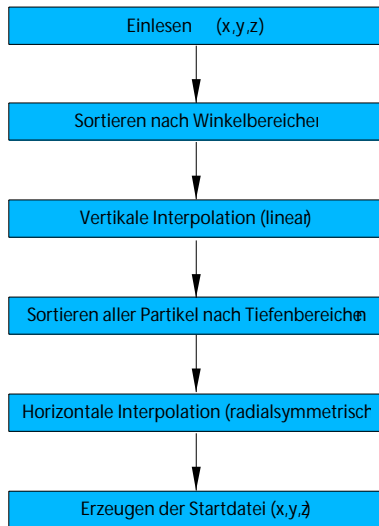 Einlesen (x,y,z)
Sortieren nach Winkelbereichen
Vertikale Interpolation (linear)
Sortieren aller Partikel nach Tiefenbereichen
Horizontale Interpolation (radialsymmetrisch
Erzeugen der Startdatei (x,y,z)